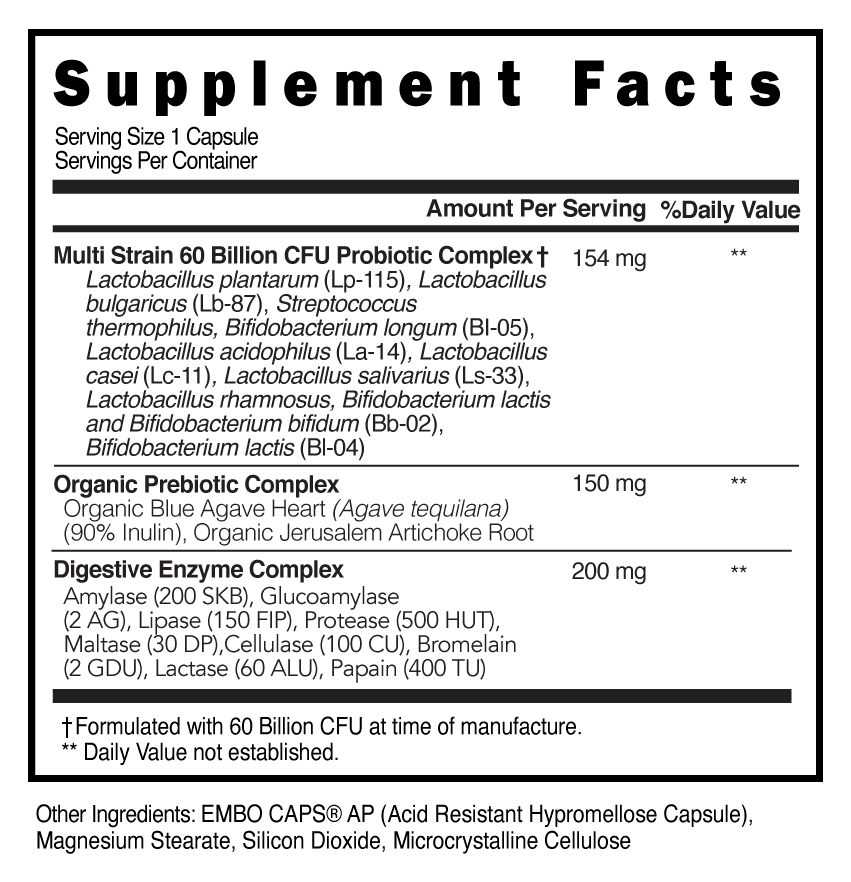 Supplement Facts
Serving Size 1 Capsule
Servings Per Container
Amount Per Serving %Daily Value
Multi Strain 60 Billion CFU Probiotic Complex† 154 mg **
Lactobacillus plantarum (Lp-115), Lactobacillus
bulgaricus (Lb-87), Streptococcus
thermophilus, Bifidobacterium longum (Bl-05),
Lactobacillus acidophilus (La-14), Lactobacillus
casei (Lc-11), Lactobacillus salivarius (Ls-33),
Lactobacillus rhamnosus, Bifidobacterium lactis
and Bifidobacterium bifidum (Bb-02),
Bifidobacterium lactis (Bl-04)
Organic Prebiotic Complex 150 mg **
Organic Blue Agave Heart (Agave tequilana)
(90% Inulin), Organic Jerusalem Artichoke Root
Digestive Enzyme Complex 200 mg **
Amylase (200 SKB), Glucoamylase
(2 AG), Lipase (150 FIP), Protease (500 HUT),
Maltase (30 DP),Cellulase (100 CU), Bromelain
(2 GDU), Lactase (60 ALU), Papain (400 TU)
†Formulated with 60 Billion CFU at time of manufacture.
** Daily Value not established.
Other Ingredients: EMBO CAPS® AP (Acid Resistant Hypromellose Capsule),
Magnesium Stearate, Silicon Dioxide, Microcrystalline Cellulose